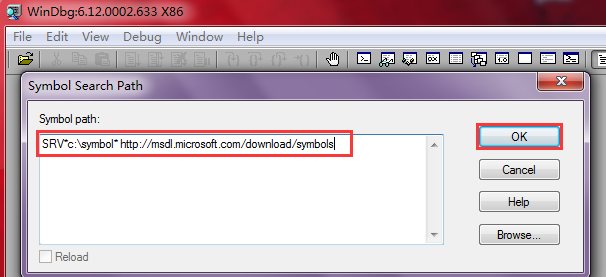 WinDbg:6.12.0002.633 X86
File Edit View Debug Window Help
Symbol Search Path
Symbol path:
SRV*c:\symbol* http://msdl.microsoft.com/download/symbols
OK
Cancel
Help
Browse...
Reload